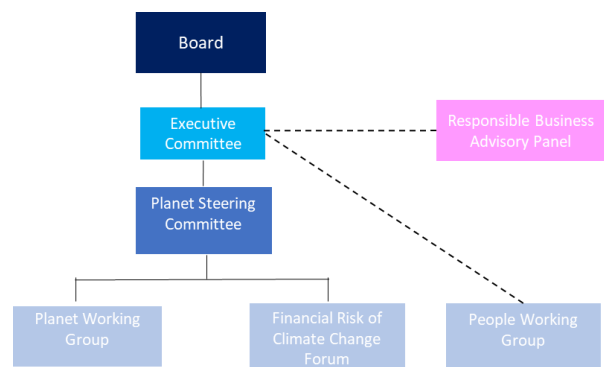 Board
Executive
Committee
Responsible Business
Advisory Panel
Planet Steering
Committee
Planet Working
Group
Financial Risk of
Climate Change
Forum
People Working
Group